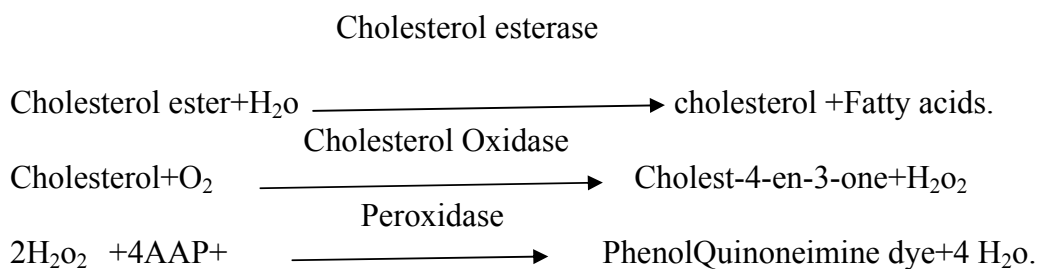 Cholesterol esterase
Cholesterol ester+H₂o cholesterol +Fatty acids.
Cholesterol Oxidase
Cholesterol+O₂ Cholest-4-en-3-one+H₂o₂
Peroxidase
2H₂o₂ +4AAP+ PhenolQuinoneimine dye+4 H₂o.